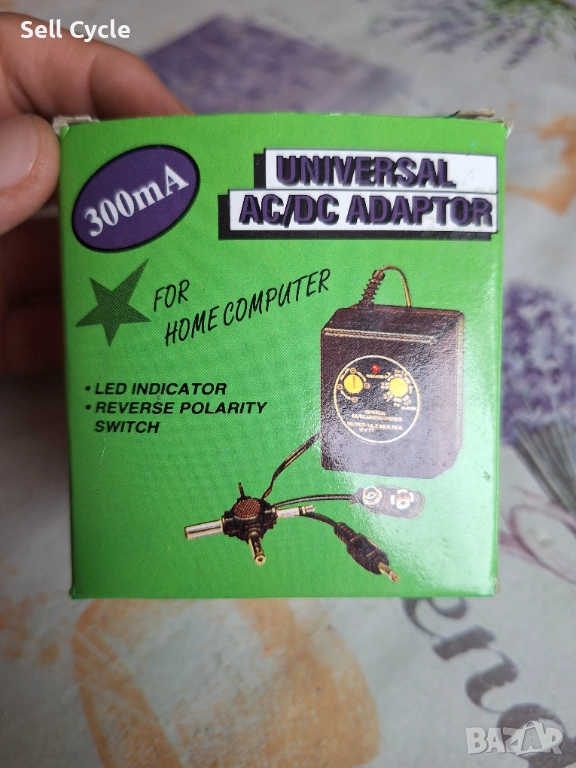 Sell Cycle
300mA
UNIVERSAL
AC/DC ADAPTOR
FOR
HOME COMPUTER
• LED INDICATOR
• REVERSE POLARITY
SWITCH
BAZAR